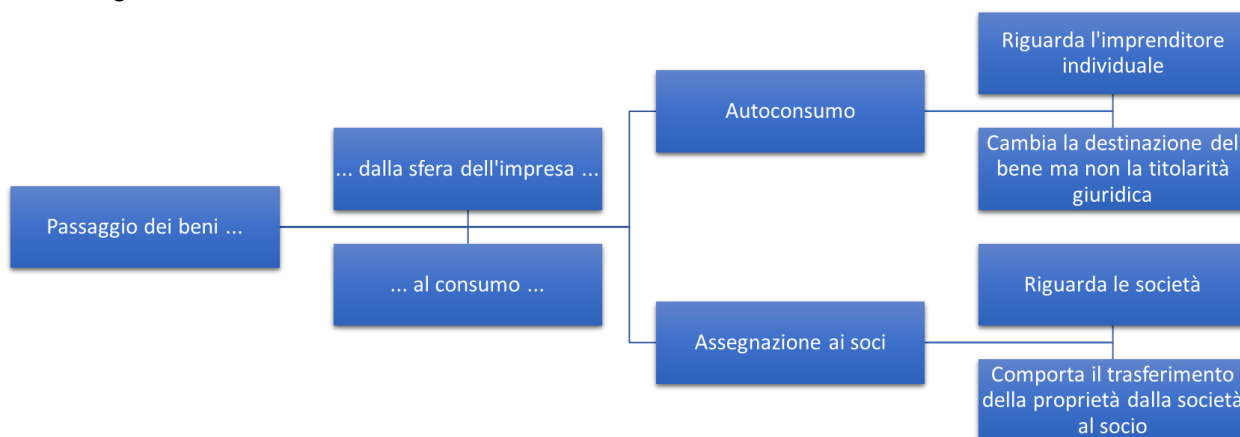 Passaggio dei beni ...
... dalla sfera dell'impresa ...
... al consumo ...
Autoconsumo
Riguarda l'imprenditore
individuale
Cambia la destinazione del
bene ma non la titolarità
giuridica
Assegnazione ai soci
Riguarda le società
Comporta il trasferimento
della proprietà dalla società
al socio